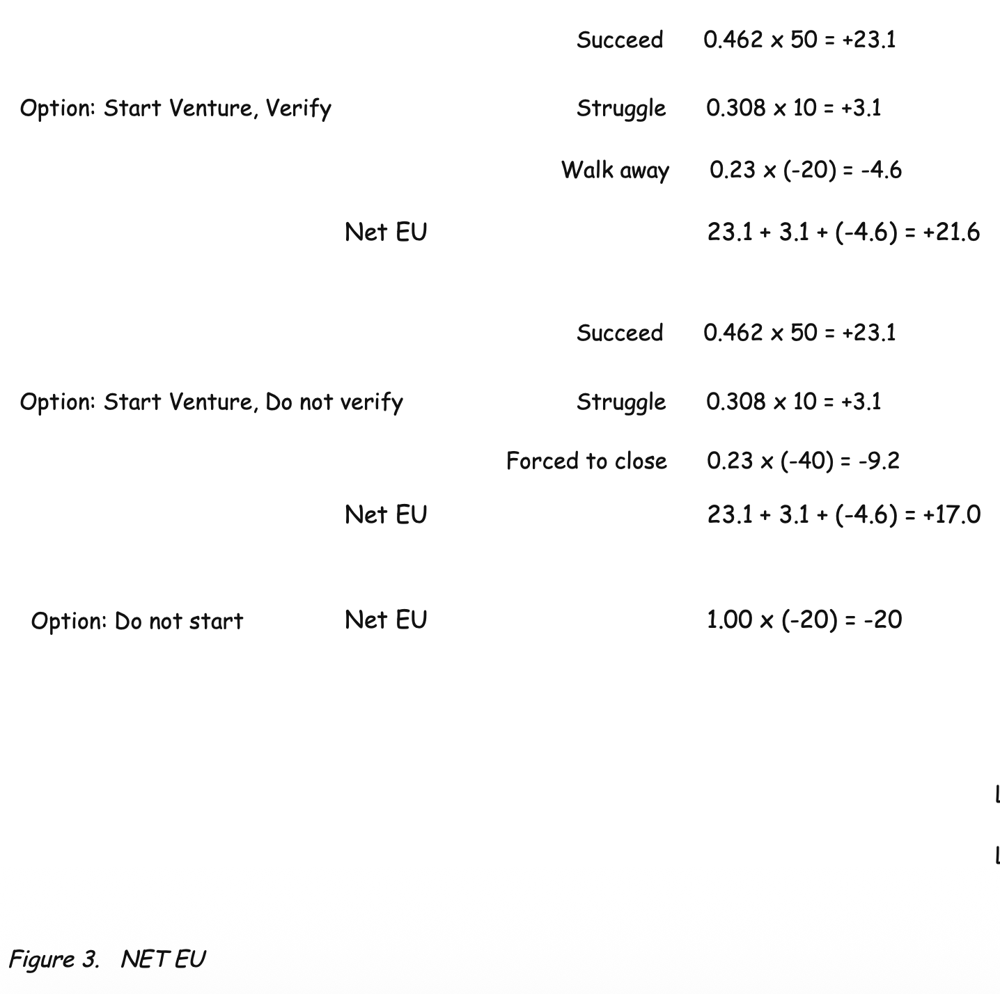 Succeed 0.462 x 50 = +23.1
Option: Start Venture, Verify Struggle 0.308 x 10 = +3.1
Walk away 0.23 x (-20) = -4.6
Net EU 23.1 + 3.1 + (-4.6) = +21.6
Succeed 0.462 x 50 = +23.1
Option: Start Venture, Do not verify Struggle 0.308 x 10 = +3.1
Forced to close 0.23 x (-40) = -9.2
Net EU 23.1 + 3.1 + (-4.6) = +17.0
Option: Do not start Net EU 1.00 x (-20) = -20
Figure 3. NET EU